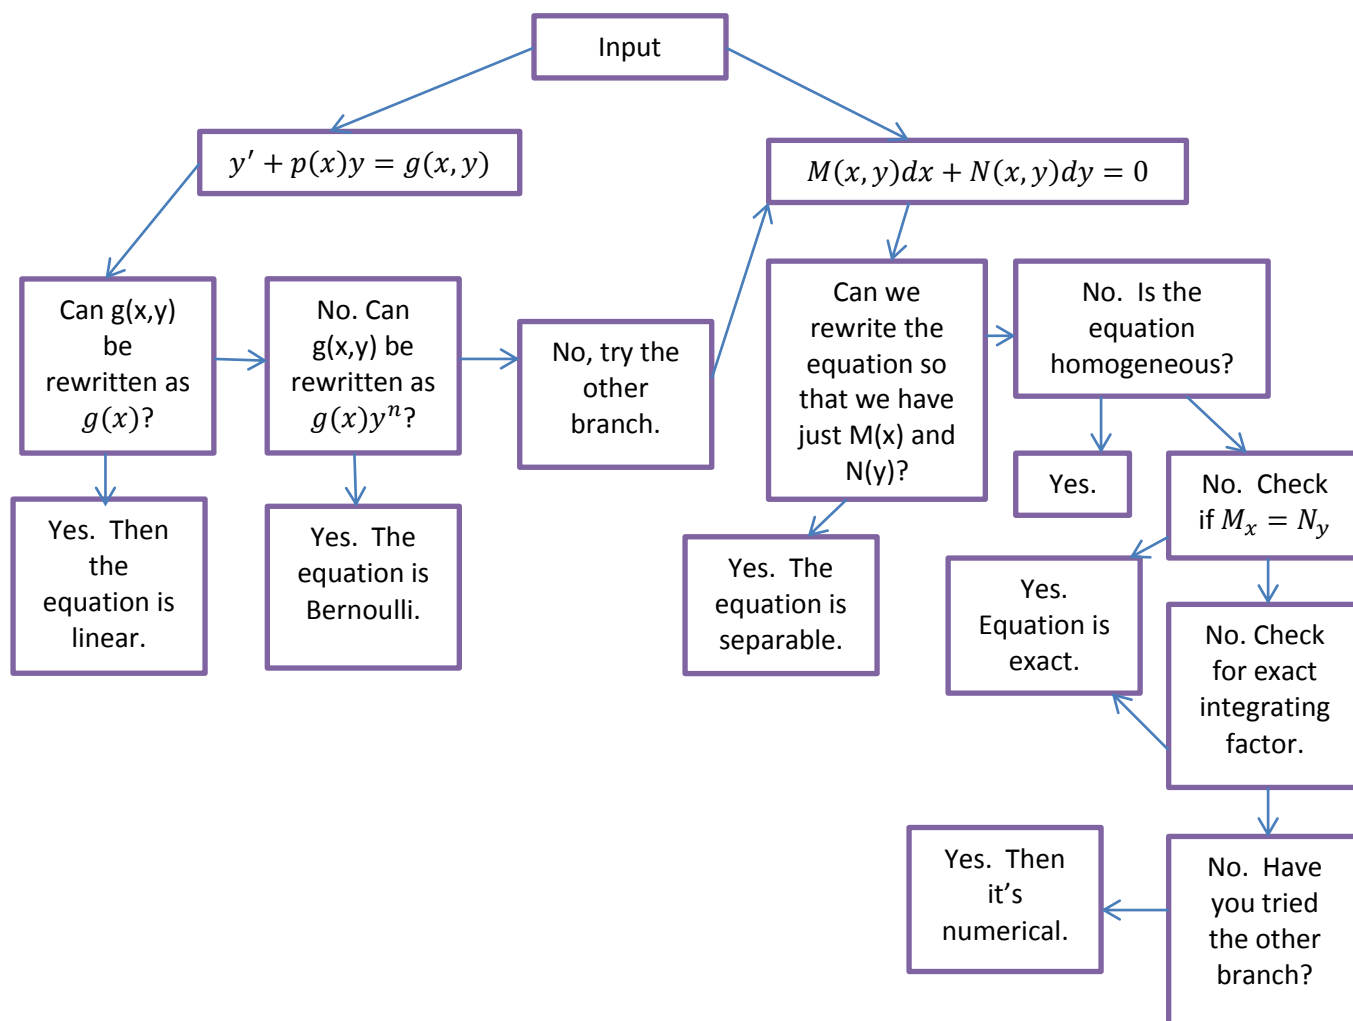 Input
y′ + p(x)y = g(x, y)
M(x, y)dx + N(x, y)dy = 0
Can g(x,y)
be
rewritten as
g(x)?
No. Can
g(x,y) be
rewritten as
g(x)yⁿ?
No, try the
other
branch.
Can we
rewrite the
equation so
that we have
just M(x) and
N(y)?
No. Is the
equation
homogeneous?
Yes. Then
the
equation is
linear.
Yes. The
equation is
Bernoulli.
Yes. The
equation is
separable.
Yes.
No. Check
if Mₓ = N_y
Yes.
Equation is
exact.
No. Check
for exact
integrating
factor.
Yes. Then
it’s
numerical.
No. Have
you tried
the other
branch?